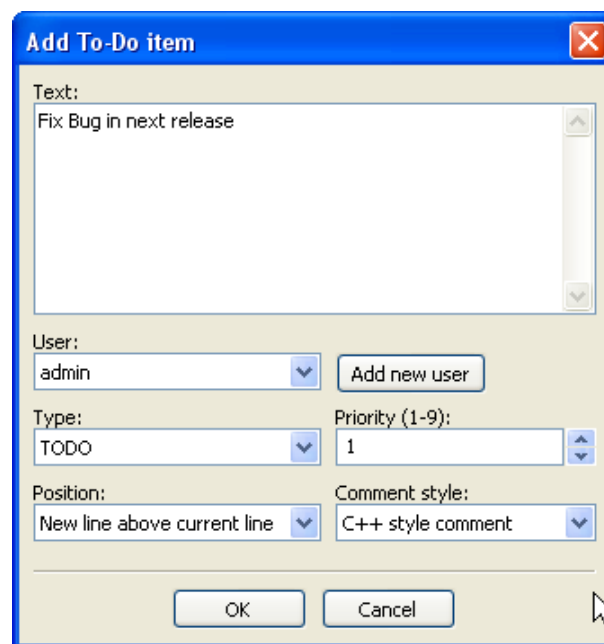 Add To-Do item
Text:
Fix Bug in next release
User:
admin
Add new user
Type:
Priority (1-9):
TODO
1
Position:
Comment style:
New line above current line
C++ style comment
OK
Cancel